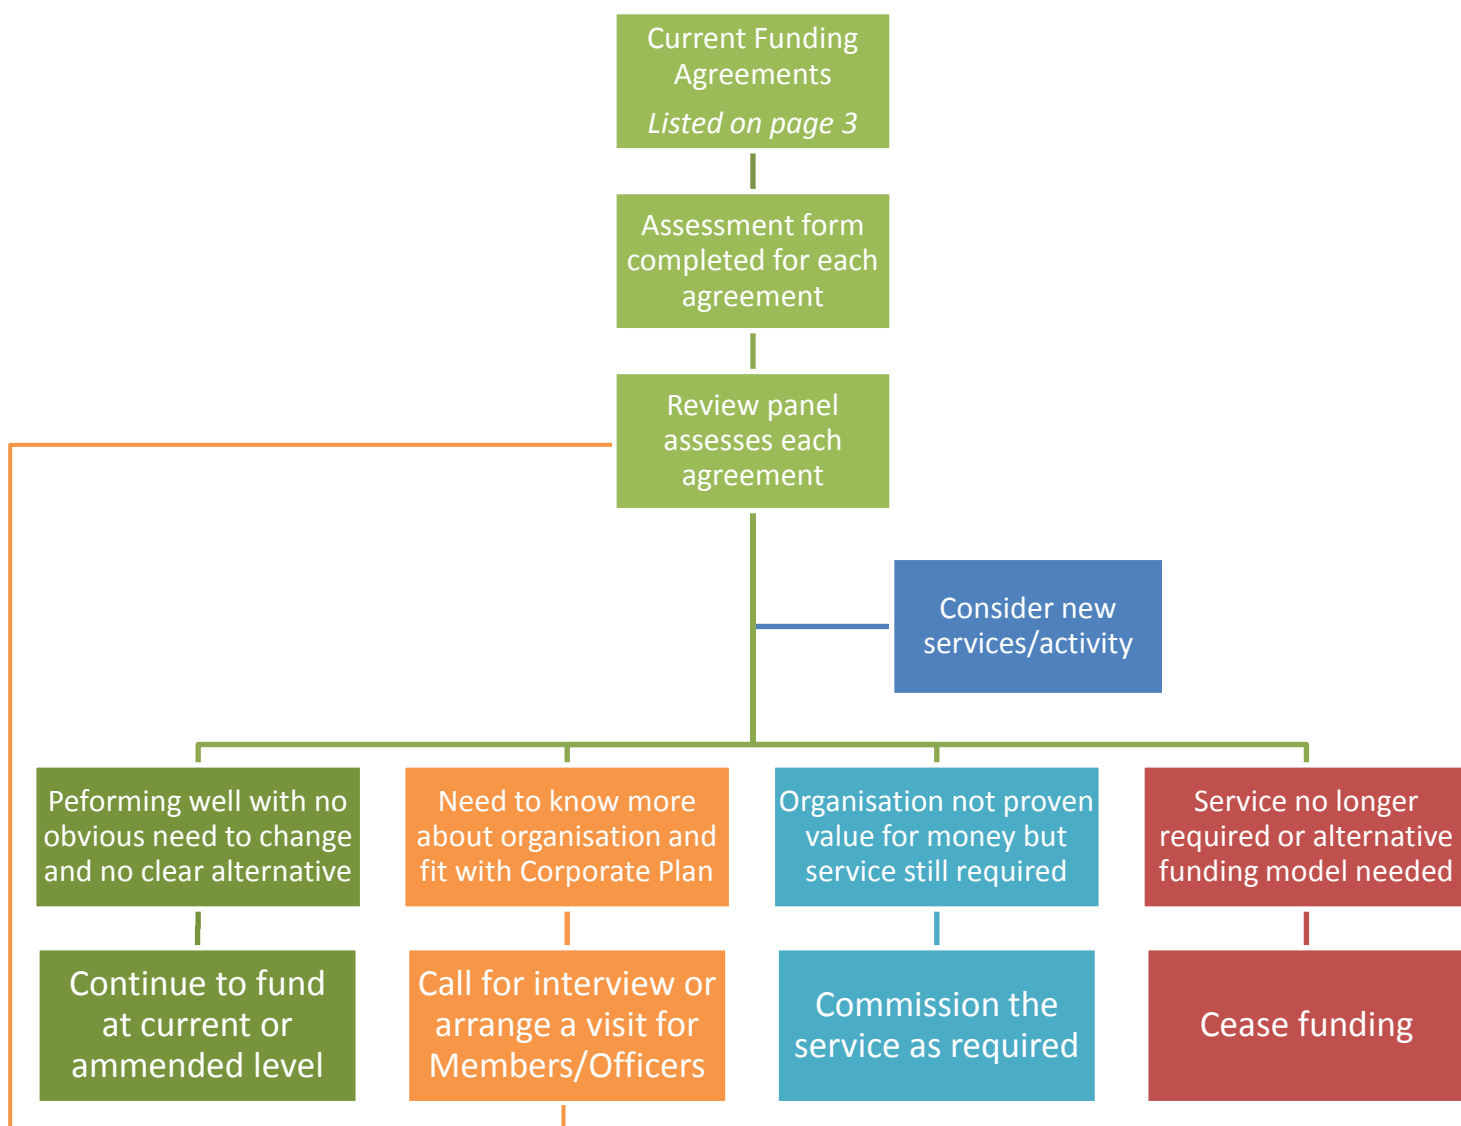 Current Funding
Agreements
Listed on page 3
Assessment form
completed for each
agreement
Review panel
assesses each
agreement
Consider new
services/activity
Peforming well with no
obvious need to change
and no clear alternative
Need to know more
about organisation and
fit with Corporate Plan
Organisation not proven
value for money but
service still required
Service no longer
required or alternative
funding model needed
Continue to fund
at current or
ammended level
Call for interview or
arrange a visit for
Members/Officers
Commission the
service as required
Cease funding